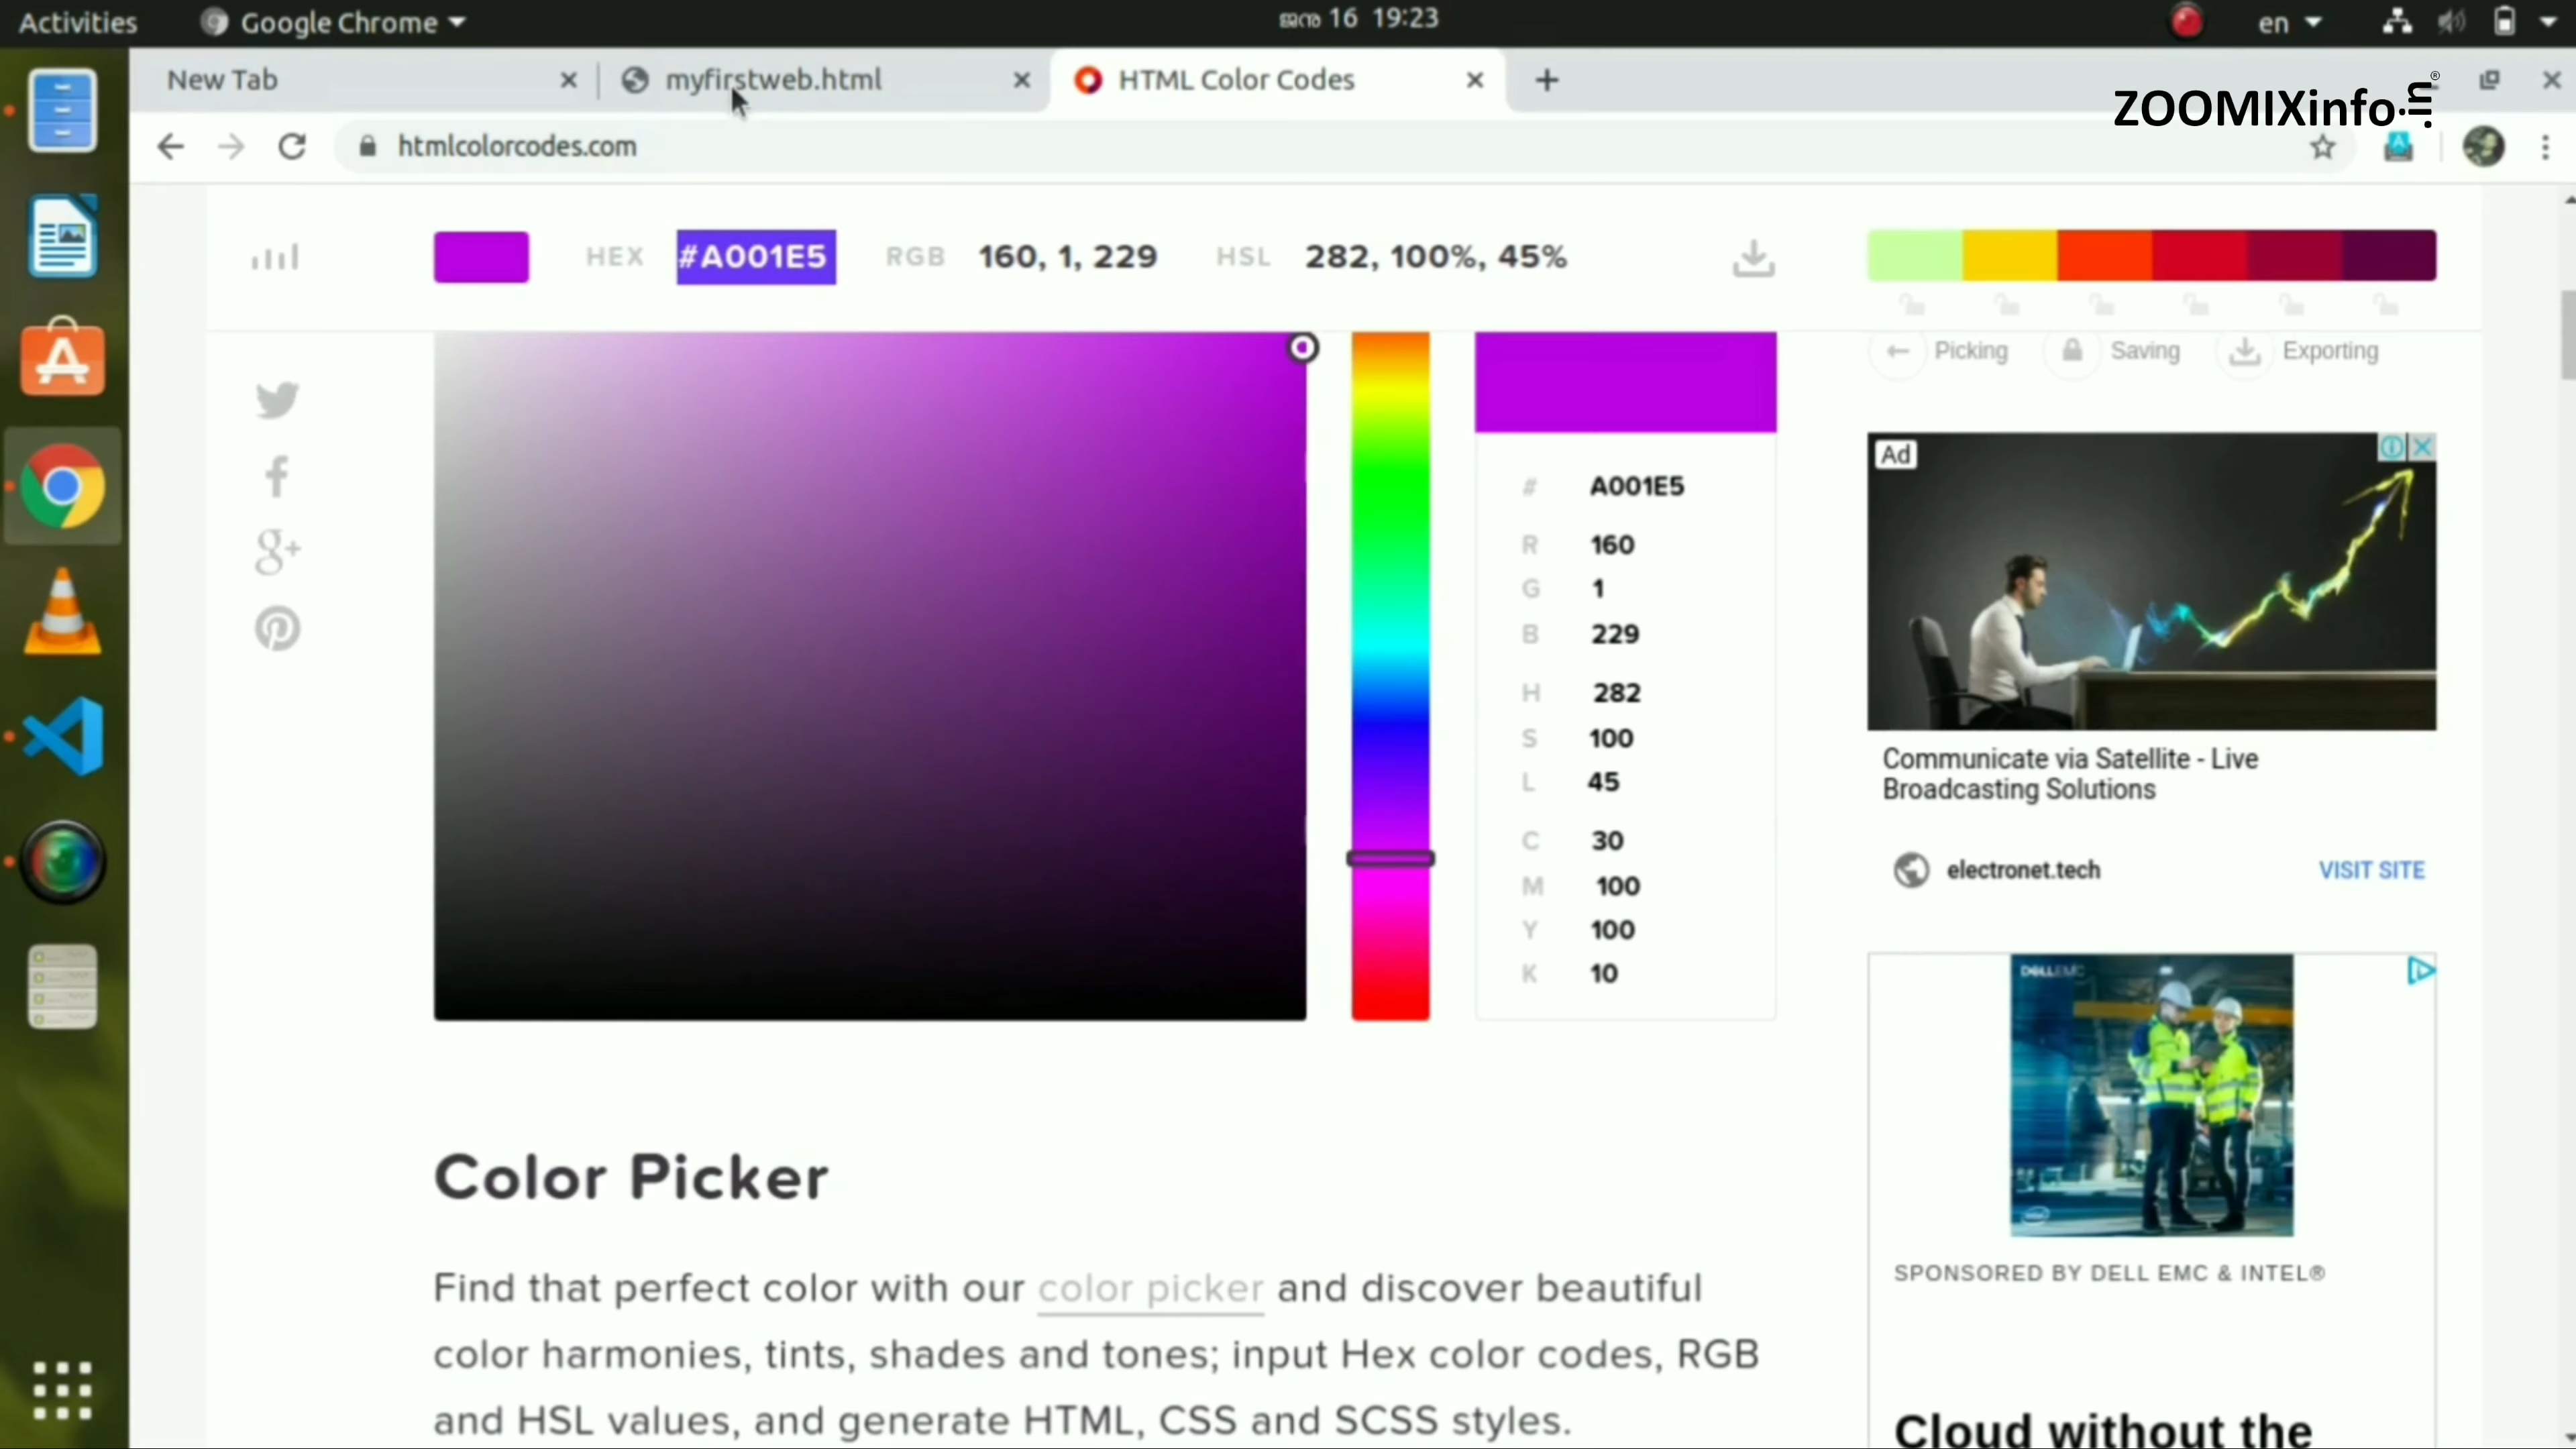 Activities
Google Chrome
ജനു 16 19:23
en
New Tab
myfirstweb.html
HTML Color Codes
ZOOMIXinfo.in®
htmlcolorcodes.com
HEX #A001E5 RGB 160, 1, 229 HSL 282, 100%, 45%
Picking Saving Exporting
# A001E5
R 160
G 1
B 229
H 282
S 100
L 45
C 30
M 100
Y 100
K 10
Ad
Communicate via Satellite - Live
Broadcasting Solutions
electronet.tech
VISIT SITE
DELLEMC
SPONSORED BY DELL EMC & INTEL®
Cloud without the
Color Picker
Find that perfect color with our color picker and discover beautiful
color harmonies, tints, shades and tones; input Hex color codes, RGB
and HSL values, and generate HTML, CSS and SCSS styles.